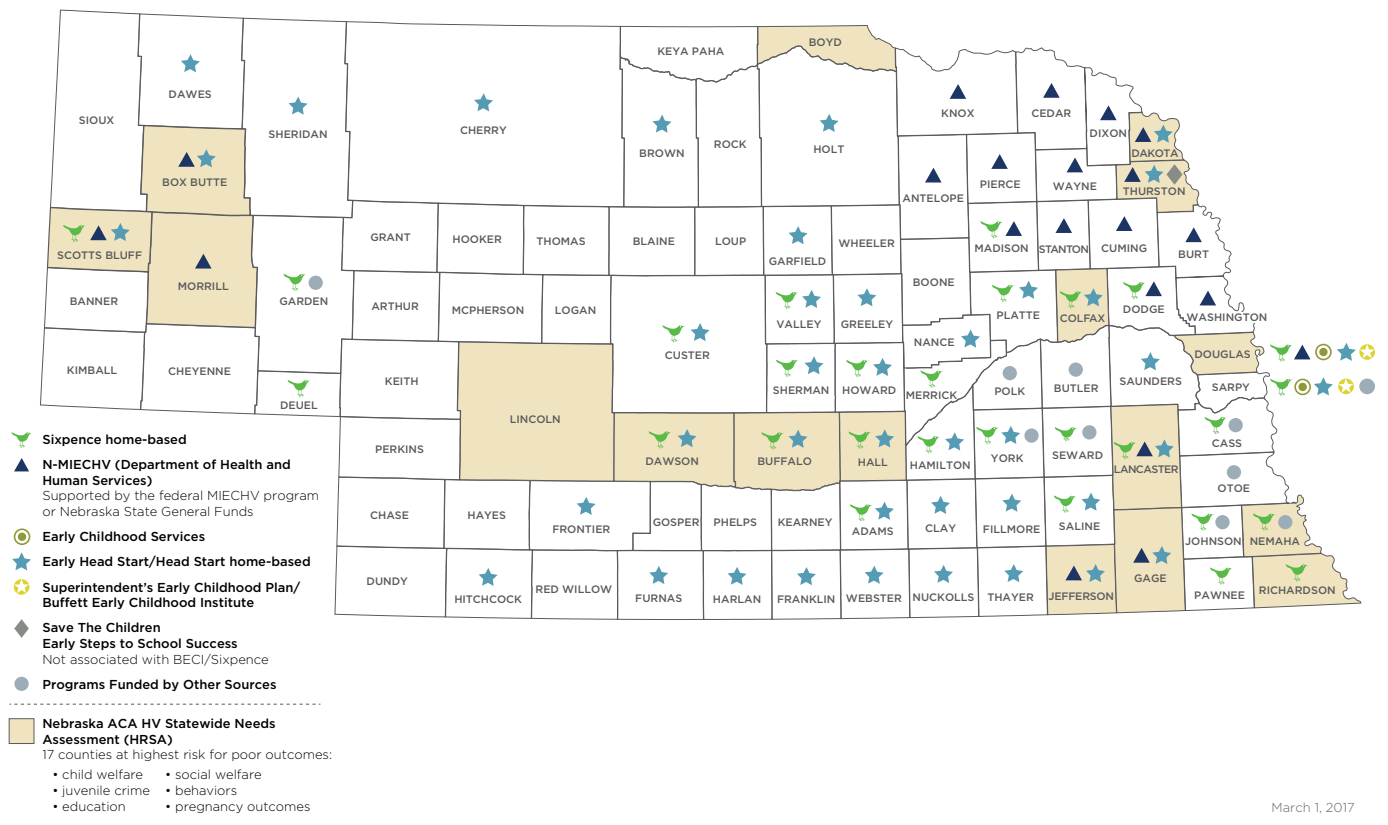 KEYA PAHA
BOYD
DAWES
SIOUX
SHERIDAN
CHERRY
BROWN
ROCK
HOLT
KNOX
CEDAR
DIXON
DAKOTA
BOX BUTTE
ANTELOPE
PIERCE
WAYNE
THURSTON
SCOTTS BLUFF
MORRILL
GARDEN
GRANT
HOOKER
THOMAS
BLAINE
LOUP
GARFIELD
WHEELER
MADISON
STANTON
CUMING
BURT
BANNER
ARTHUR
MCPHERSON
LOGAN
CUSTER
VALLEY
GREELEY
BOONE
PLATTE
COLFAX
DODGE
WASHINGTON
KIMBALL
CHEYENNE
DEUEL
KEITH
LINCOLN
SHERMAN
HOWARD
NANCE
MERRICK
POLK
BUTLER
SAUNDERS
DOUGLAS
SARPY
PERKINS
DAWSON
BUFFALO
HALL
HAMILTON
YORK
SEWARD
LANCASTER
CASS
OTOE
CHASE
HAYES
FRONTIER
GOSPER
PHELPS
KEARNEY
ADAMS
CLAY
FILLMORE
SALINE
JOHNSON
NEMAHA
DUNDY
HITCHCOCK
RED WILLOW
FURNAS
HARLAN
FRANKLIN
WEBSTER
NUCKOLLS
THAYER
JEFFERSON
GAGE
PAWNEE
RICHARDSON
Sixpence home-based
N-MIECHV (Department of Health and
Human Services)
Supported by the federal MIECHV program
or Nebraska State General Funds
Early Childhood Services
Early Head Start/Head Start home-based
Superintendent's Early Childhood Plan/
Buffett Early Childhood Institute
Save The Children
Early Steps to School Success
Not associated with BECI/Sixpence
Programs Funded by Other Sources
Nebraska ACA HV Statewide Needs
Assessment (HRSA)
17 counties at highest risk for poor outcomes:
• child welfare • social welfare
• juvenile crime • behaviors
• education • pregnancy outcomes
March 1, 2017